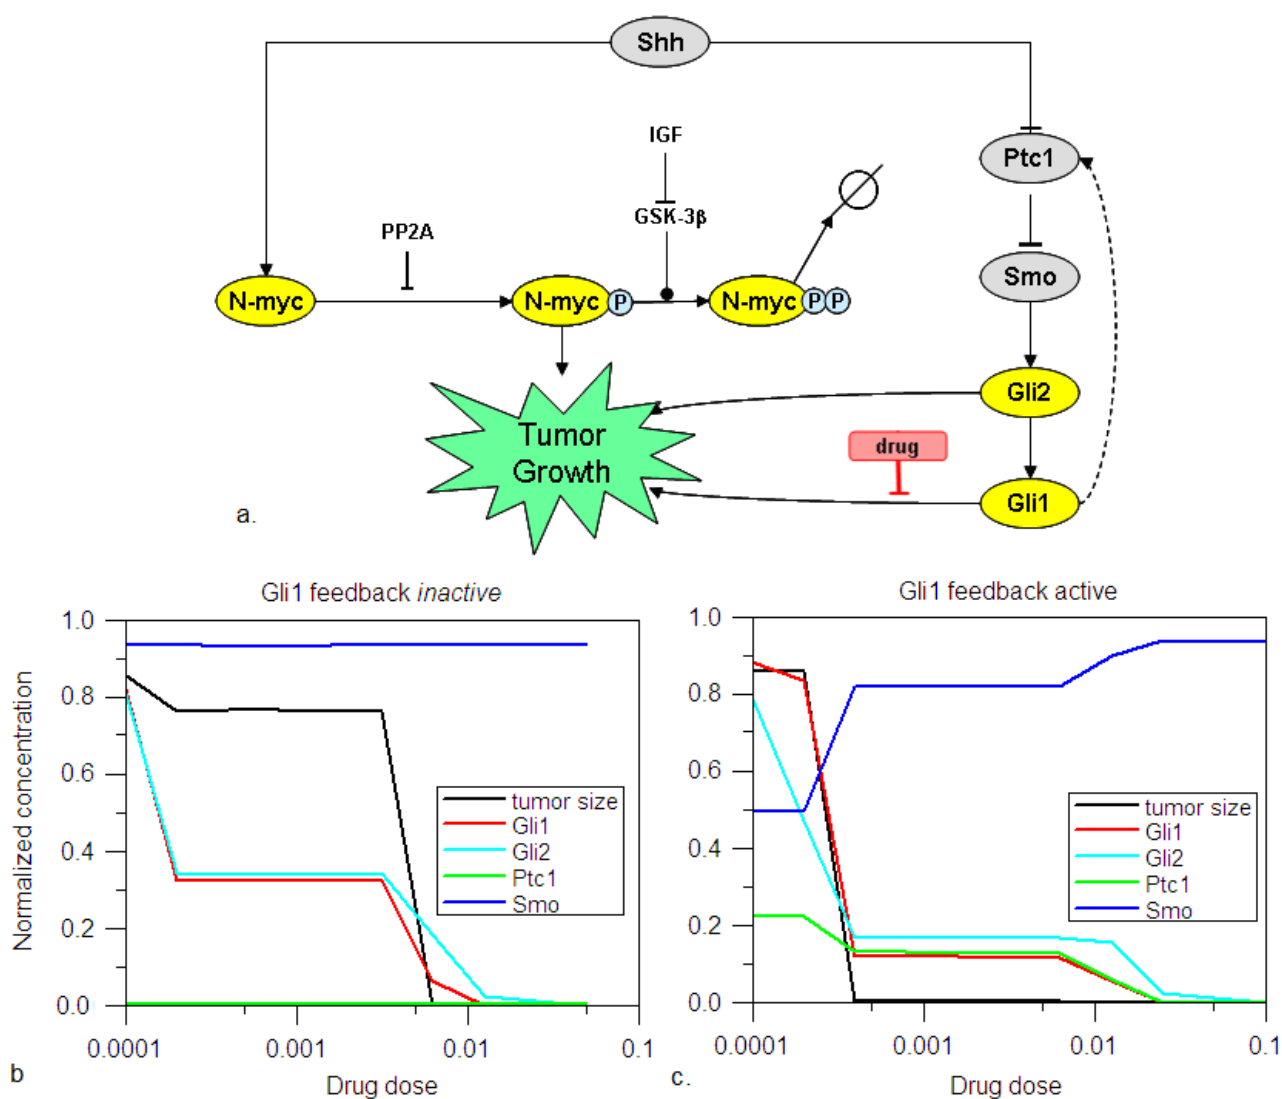 Shh
IGF
Ptc1
GSK-3β
PP2A
Smo
N-myc
N-myc P
N-myc P P
Gli2
Tumor
Growth
drug
Gli1
a.
Gli1 feedback inactive
Normalized concentration
1.0
0.8
0.6
0.4
0.2
0.0
tumor size
Gli1
Gli2
Ptc1
Smo
0.0001
0.001
0.01
0.1
Drug dose
b
Gli1 feedback active
1.0
0.8
0.6
0.4
0.2
0.0
tumor size
Gli1
Gli2
Ptc1
Smo
0.0001
0.001
0.01
0.1
Drug dose
c.